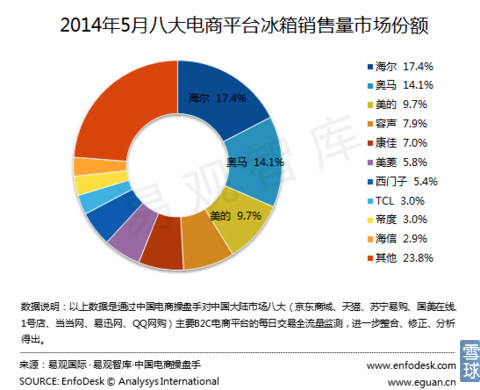 2014年5月八大电商平台冰箱销售量市场份额
海尔 17.4%
奥马 14.1%
美的 9.7%
海尔 17.4%
奥马 14.1%
美的 9.7%
容声 7.9%
康佳 7.0%
美菱 5.8%
西门子 5.4%
TCL 3.0%
帝度 3.0%
海信 2.9%
其他 23.8%
易观智库
数据说明：以上数据是通过中国电商操盘手对中国大陆市场八大（京东商城、天猫、苏宁易购、国美在线、
1号店、当当网、易迅网、QQ网购）主要B2C电商平台的每日交易全流量监测，进一步整合、修正、分析
得出。
来源：易观国际·易观智库·中国电商操盘手
www.enfodesk.com
SOURCE: EnfoDesk © Analysys International
www.eguan.cn
雪球